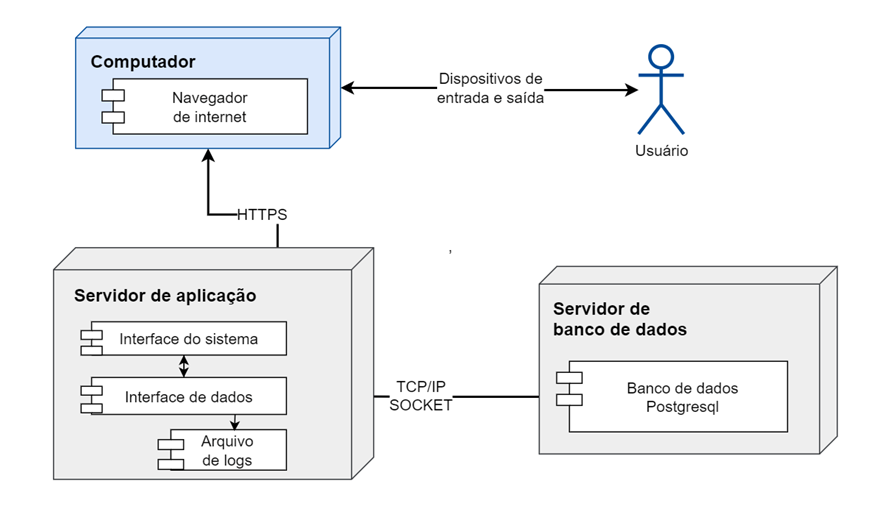 Computador
Navegador
de internet
Dispositivos de
entrada e saída
Usuário
HTTPS
,
Servidor de aplicação
Interface do sistema
Interface de dados
Arquivo
de logs
TCP/IP
SOCKET
Servidor de
banco de dados
Banco de dados
Postgresql